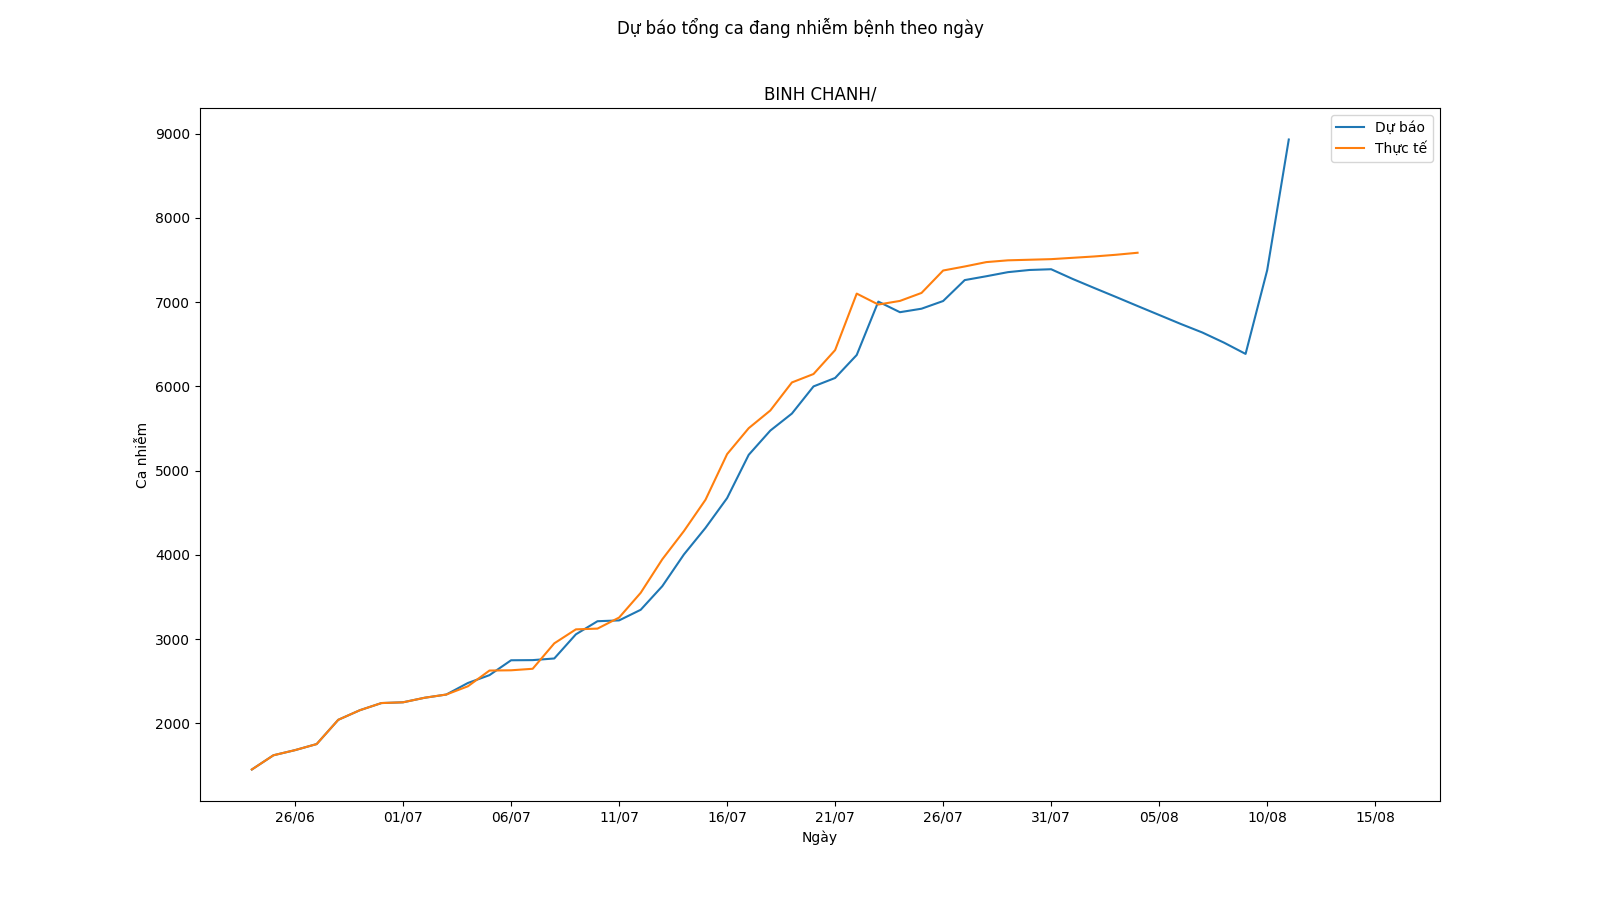 Dự báo tổng ca đang nhiễm bệnh theo ngày
BINH CHANH/
Dự báo
Thực tế
9000
8000
7000
6000
5000
4000
3000
2000
Ca nhiễm
26/06 01/07 06/07 11/07 16/07 21/07 26/07 31/07 05/08 10/08 15/08
Ngày